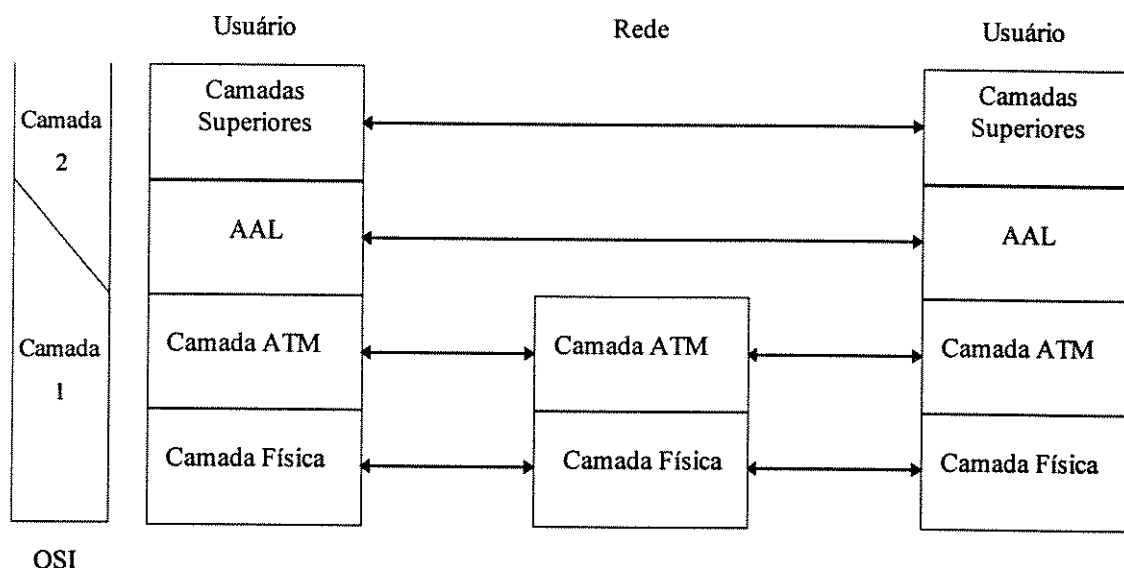 Usuário
Rede
Usuário
Camada
2
Camadas
Superiores
Camadas
Superiores
AAL
AAL
Camada
1
Camada ATM
Camada ATM
Camada ATM
Camada Física
Camada Física
Camada Física
OSI